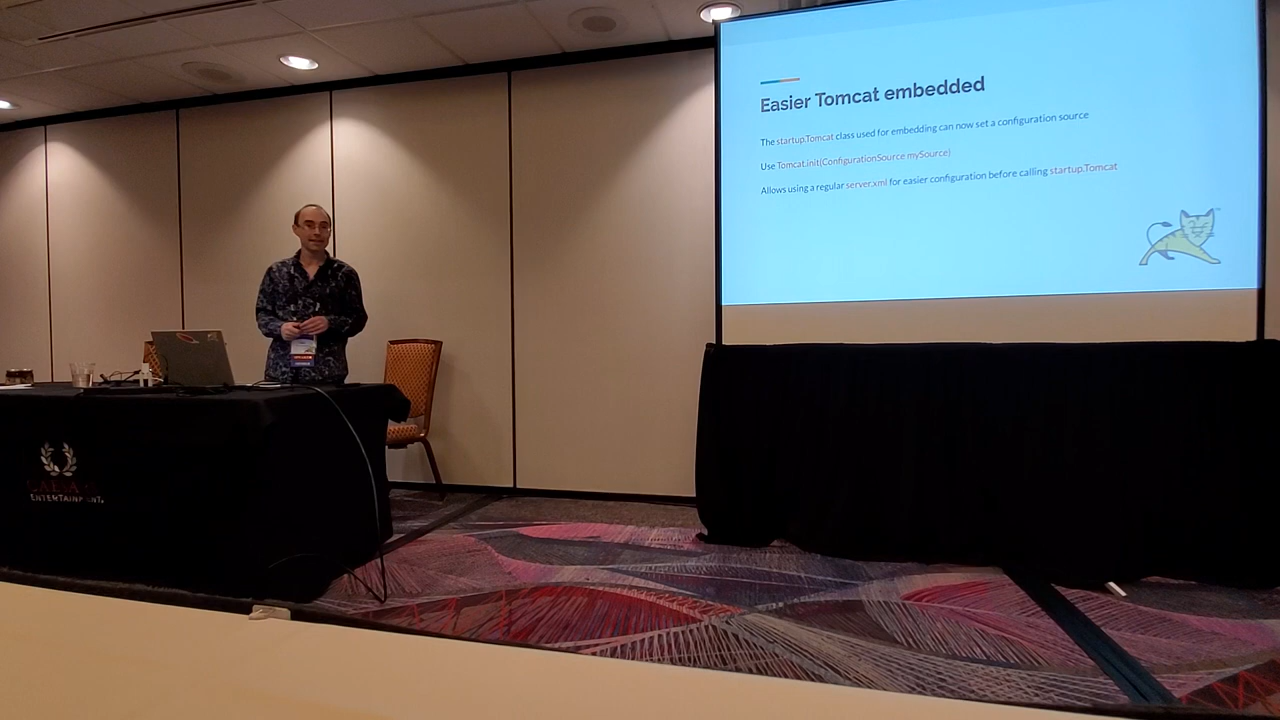 Easier Tomcat embedded
The startup.Tomcat class used for embedding can now set a configuration source
Use Tomcat.init(ConfigurationSource mySource)
Allows using a regular server.xml for easier configuration before calling startup.Tomcat